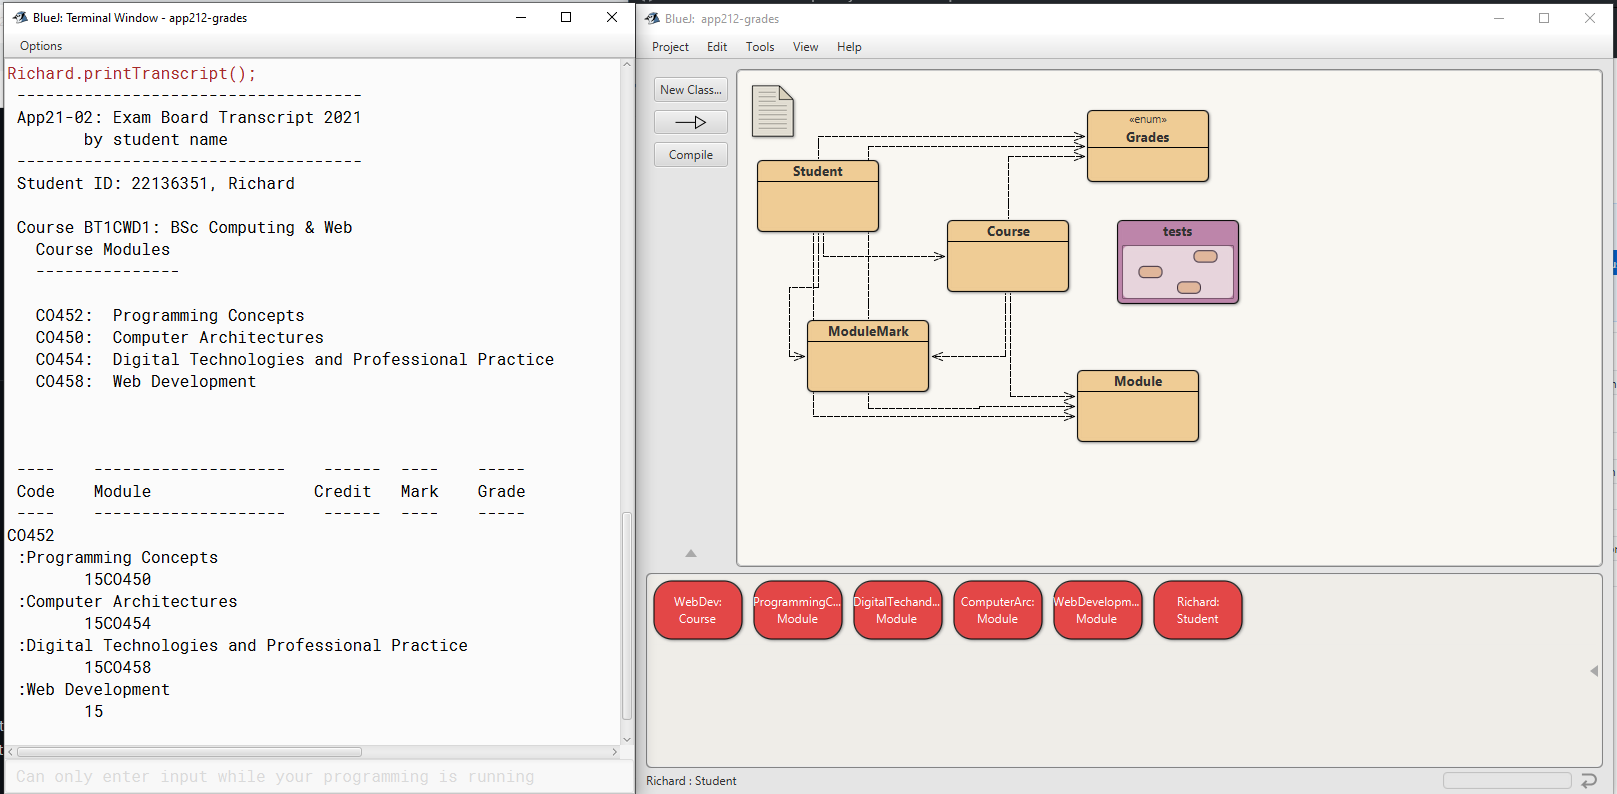 BlueJ: Terminal Window - app212-grades
Options
Richard.printTranscript();
------------------------------------
App21-02: Exam Board Transcript 2021
by student name
------------------------------------
Student ID: 22136351, Richard
Course BT1CWD1: BSc Computing & Web
Course Modules
---------------
CO452: Programming Concepts
CO450: Computer Architectures
CO454: Digital Technologies and Professional Practice
CO458: Web Development
---- -------------------- ------ ---- -----
Code Module Credit Mark Grade
---- -------------------- ------ ---- -----
CO452
:Programming Concepts
15CO450
:Computer Architectures
15CO454
:Digital Technologies and Professional Practice
15CO458
:Web Development
15
Can only enter input while your programming is running
BlueJ: app212-grades
Project Edit Tools View Help
New Class...
Compile
«enum»
Grades
Student
Course
tests
ModuleMark
Module
WebDev:
Course
ProgrammingC...
Module
DigitalTechand...
Module
ComputerArc:
Module
WebDevelopm...
Module
Richard:
Student
Richard : Student